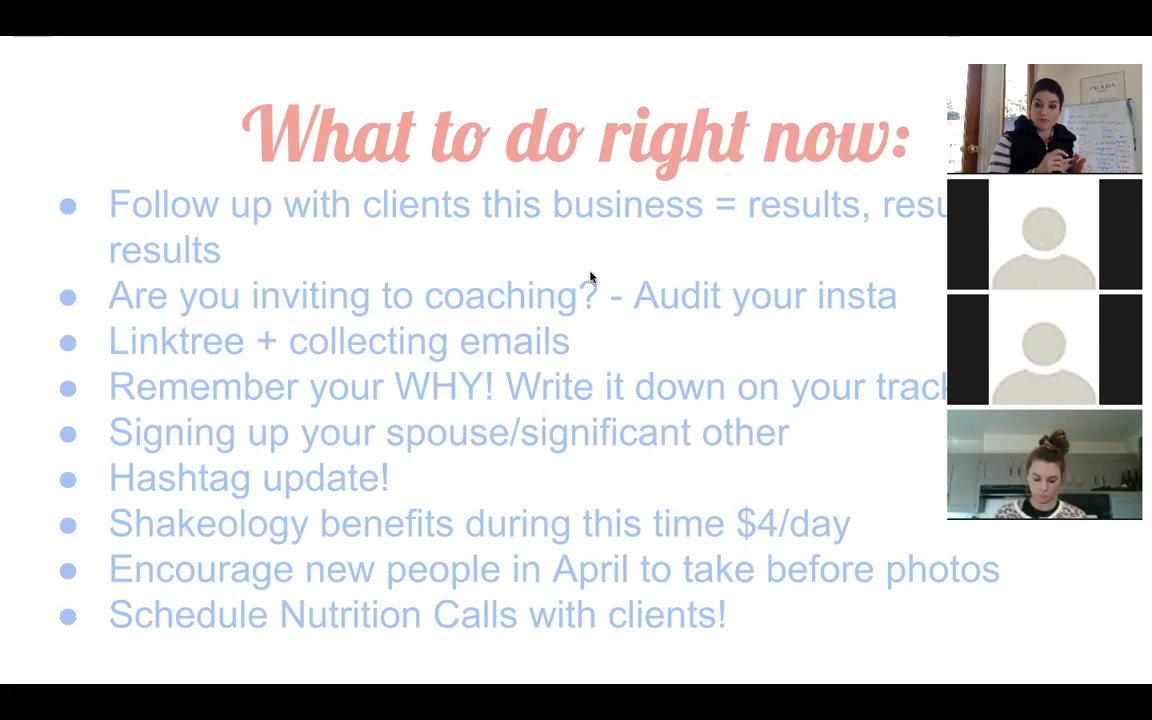 What to do right now:
● Follow up with clients this business = results, resu
results
● Are you inviting to coaching? - Audit your insta
● Linktree + collecting emails
● Remember your WHY! Write it down on your track
● Signing up your spouse/significant other
● Hashtag update!
● Shakeology benefits during this time $4/day
● Encourage new people in April to take before photos
● Schedule Nutrition Calls with clients!
PRADA